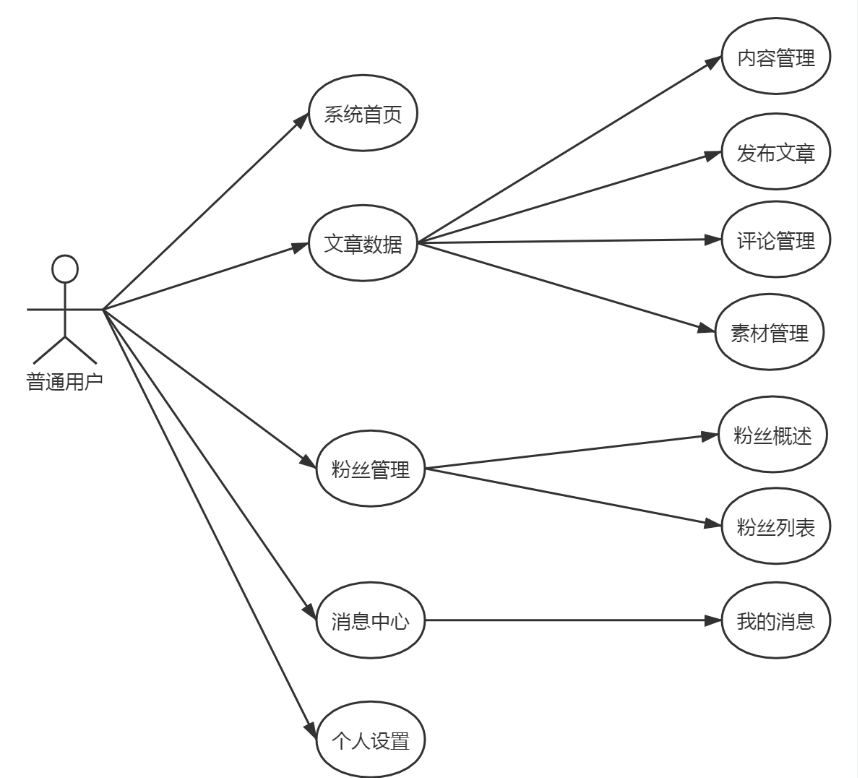 内容管理
系统首页
发布文章
文章数据
评论管理
素材管理
普通用户
粉丝概述
粉丝管理
粉丝列表
消息中心
我的消息
个人设置